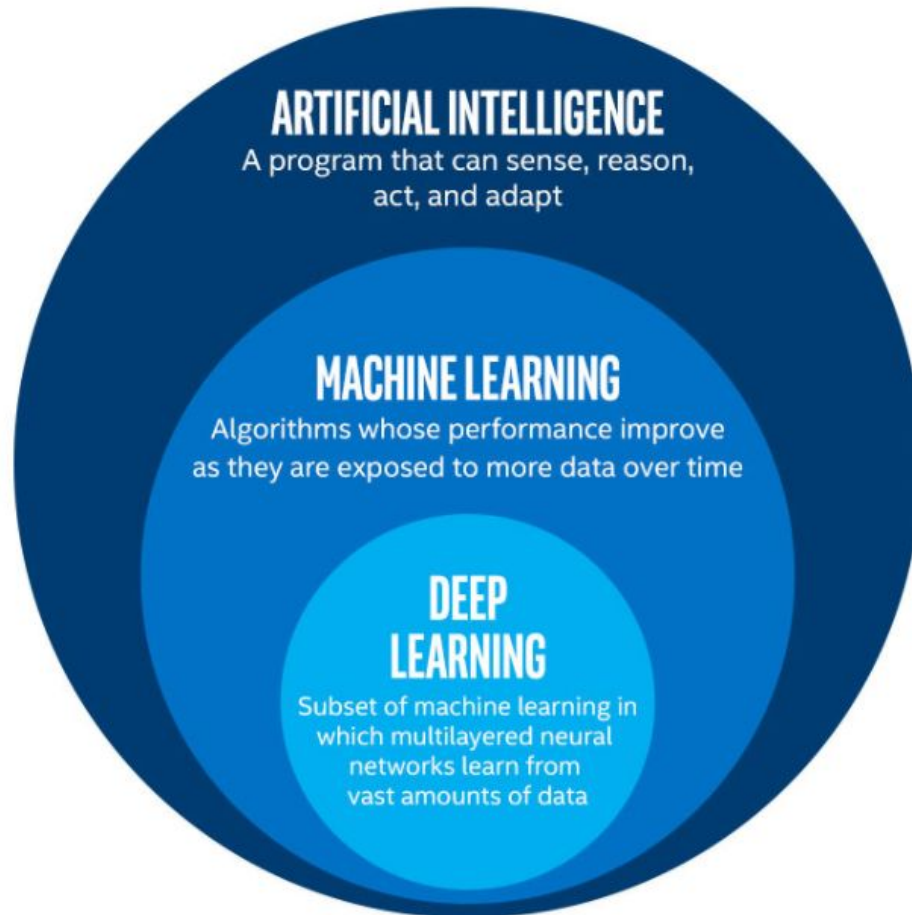 ARTIFICIAL INTELLIGENCE
A program that can sense, reason,
act, and adapt
MACHINE LEARNING
Algorithms whose performance improve
as they are exposed to more data over time
DEEP
LEARNING
Subset of machine learning in
which multilayered neural
networks learn from
vast amounts of data